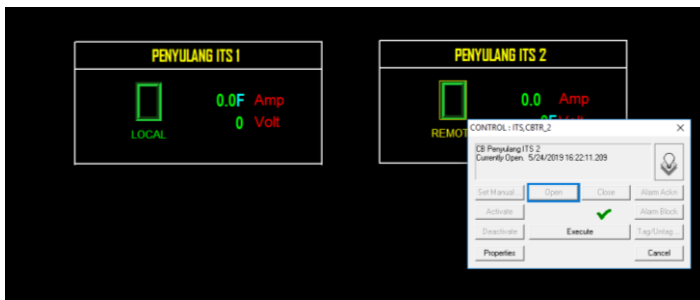 PENYULANG ITS 1
0.0F Amp
0 Volt
LOCAL
PENYULANG ITS 2
0.0 Amp
CONTROL : ITS,CBTR_2
CB Penyulang ITS 2
Currently Open. 5/24/2019 16:22:11.209
Set Manual... Open Close Alarm Ackn
Activate Alarm Block
Deactivate Execute Tag/Untag...
Properties Cancel